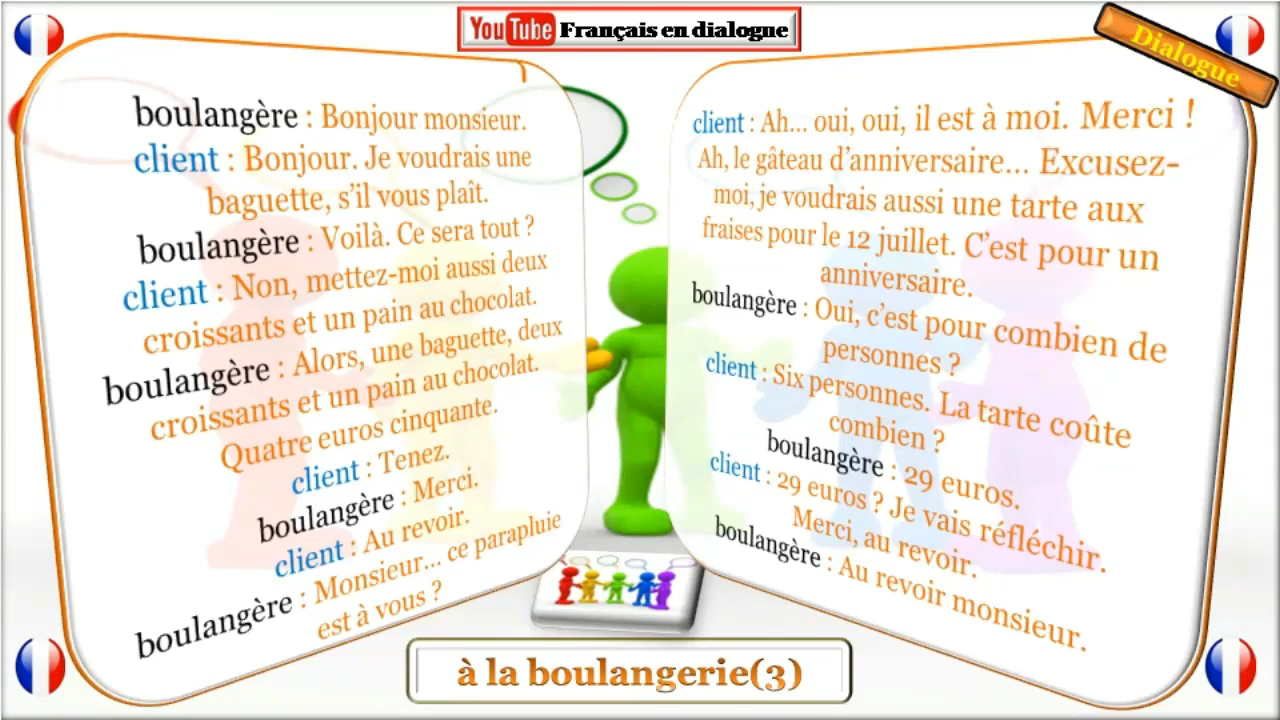 YouTube Français en dialogue
Dialogue
boulangère : Bonjour monsieur.
client : Bonjour. Je voudrais une
baguette, s'il vous plaît.
boulangère : Voilà. Ce sera tout ?
client : Non, mettez-moi aussi deux
croissants et un pain au chocolat.
boulangère : Alors, une baguette, deux
croissants et un pain au chocolat.
Quatre euros cinquante.
client : Tenez.
boulangère : Merci.
client : Au revoir.
boulangère : Monsieur... ce parapluie
est à vous ?
client : Ah... oui, oui, il est à moi. Merci !
Ah, le gâteau d'anniversaire... Excusez-
moi, je voudrais aussi une tarte aux
fraises pour le 12 juillet. C'est pour un
anniversaire.
boulangère : Oui, c'est pour combien de
personnes ?
client : Six personnes. La tarte coûte
combien ?
boulangère : 29 euros.
client : 29 euros ? Je vais réfléchir.
Merci, au revoir.
boulangère : Au revoir monsieur.
à la boulangerie(3)